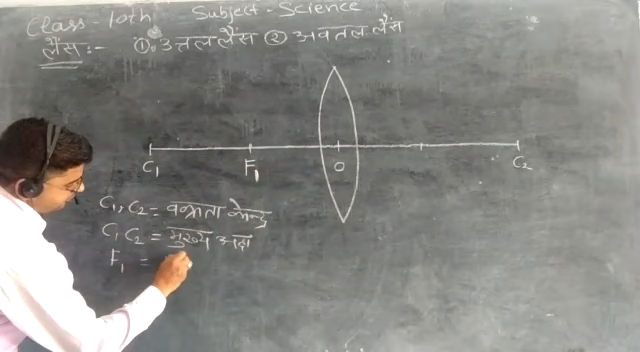 Class - 10th Subject - Science
लैंस :- ① उत्तल लैंस ② अवतल लैंस
C₁ F₁ O C₂
C₁, C₂ = वक्रता केन्द्र
C₁ C₂ = मुख्य अक्ष
F₁ =